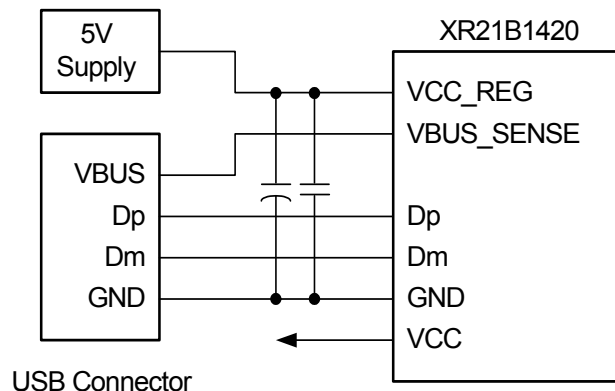 5V
Supply
XR21B1420
VCC_REG
VBUS_SENSE
VBUS
Dp
Dp
Dm
Dm
GND
GND
VCC
USB Connector